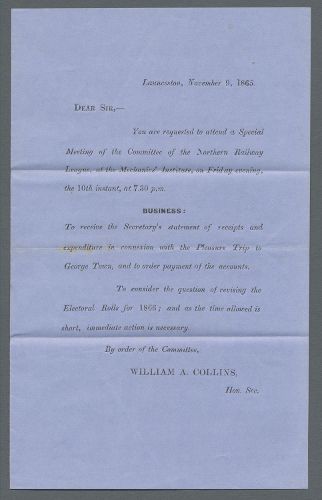 Launceston, November 9, 1865.
DEAR SIR,—
You are requested to attend a Special
Meeting of the Committee of the Northern Railway
League, at the Mechanics' Institute, on Friday evening,
the 10th instant, at 7.30 p.m.
BUSINESS:
To receive the Secretary's statement of receipts and
expenditure in connexion with the Pleasure Trip to
George Town, and to order payment of the accounts.
To consider the question of revising the
Electoral Rolls for 1866; and as the time allowed is
short, immediate action is necessary.
By order of the Committee,
WILLIAM A. COLLINS,
Hon. Sec.